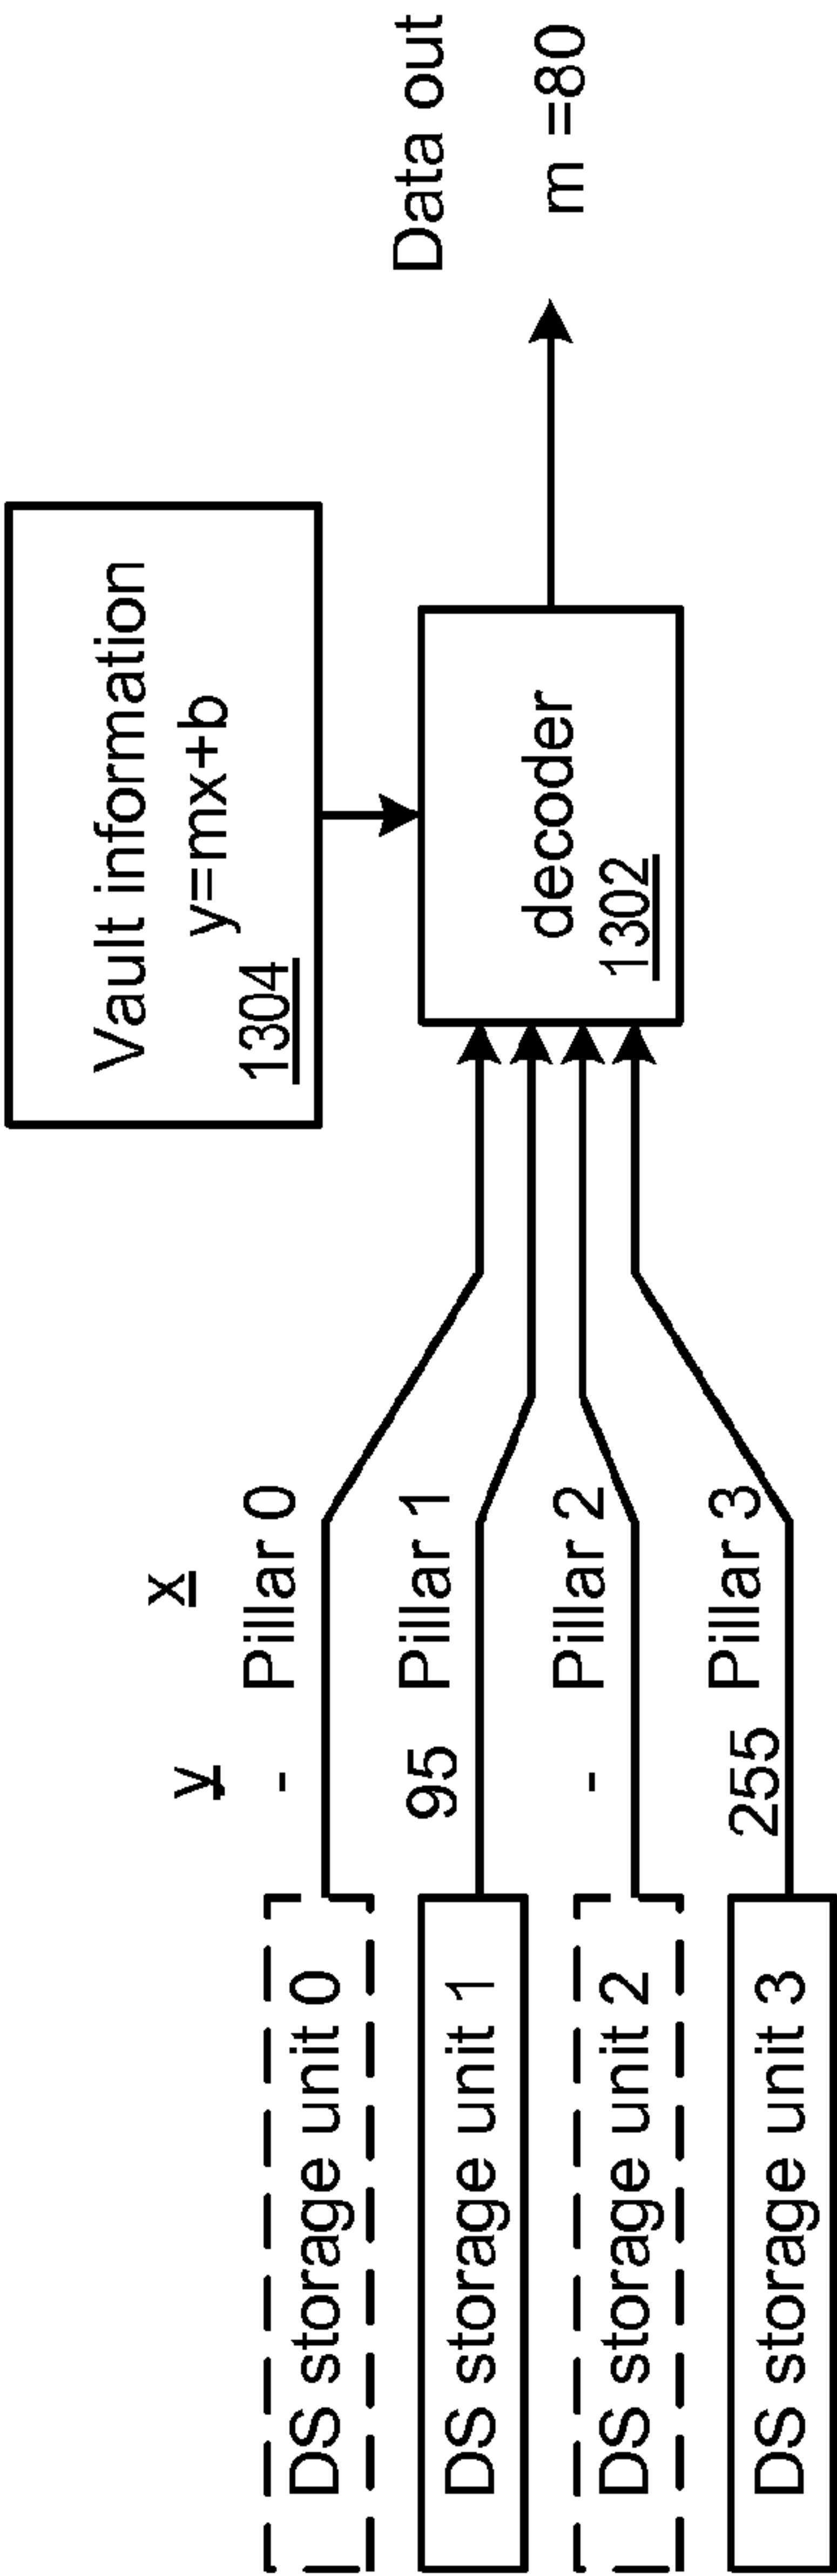 Vault information
y=mx+b
1304
y x
- Pillar 0
DS storage unit 0
Data out
95 Pillar 1
DS storage unit 1
decoder
1302
m =80
- Pillar 2
DS storage unit 2
255 Pillar 3
DS storage unit 3